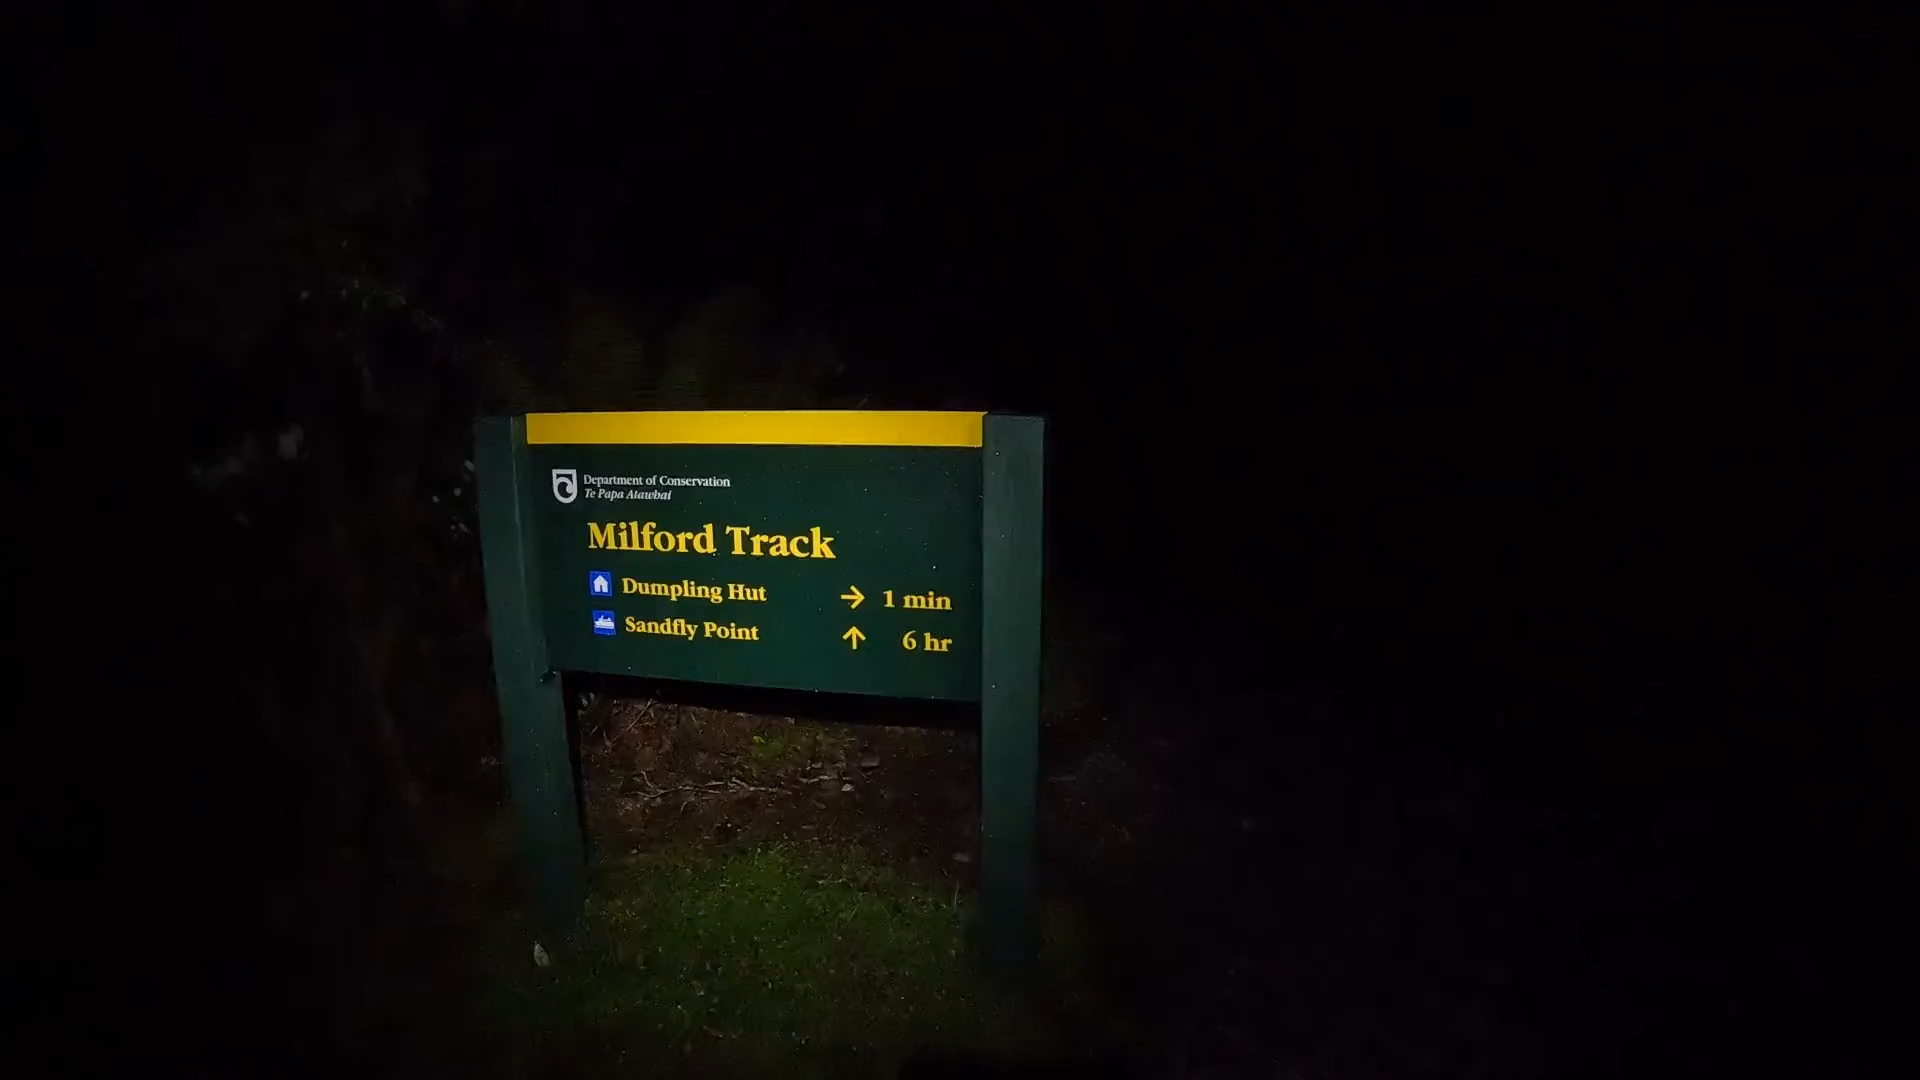 Department of Conservation
Te Papa Atawhai
Milford Track
Dumpling Hut → 1 min
Sandfly Point ↑ 6 hr